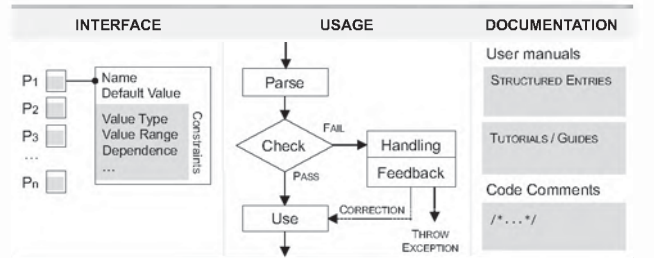 INTERFACE
USAGE
DOCUMENTATION
P1
P2
P3
...
Pn
Name
Default Value
Value Type
Value Range
Dependence
...
Constraints
Parse
Check
FAIL
PASS
Handling
Feedback
Use
CORRECTION
THROW
EXCEPTION
User manuals
STRUCTURED ENTRIES
TUTORIALS / GUIDES
Code Comments
/*...*/